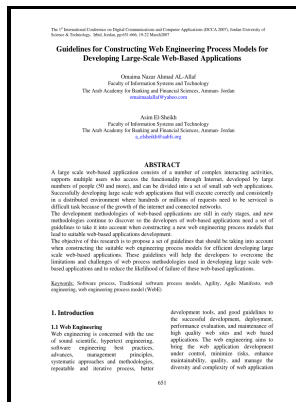 The 1st International Conference on Digital Communications and Computer Applications (DCCA 2007), Jordan University of
Science & Technology, Irbid, Jordan, pp:651-666, 19-22 March2007
Guidelines for Constructing Web Engineering Process Models for
Developing Large-Scale Web-Based Applications
Omaima Nazar Ahmad AL-Allaf
Faculty of Information Systems and Technology
The Arab Academy for Banking and Financial Sciences, Amman- Jordan
omaimaalallaf@yahoo.com
Asim El-Sheikh
Faculty of Information Systems and Technology
The Arab Academy for Banking and Financial Sciences, Amman- Jordan
a_elsheikh@aabfs.org
ABSTRACT
A large scale web-based application consists of a number of complex interacting activities,
supports multiple users who access the functionality through Internet, developed by large
numbers of people (50 and more), and can be divided into a set of small sub web applications.
Successfully developing large scale web applications that will execute correctly and consistently
in a distributed environment where hundreds or millions of requests need to be serviced is
difficult task because of the growth of the internet and connected networks.
The development methodologies of web-based applications are still in early stages, and new
methodologies continue to discover so the developers of web-based applications need a set of
guidelines to take it into account when constructing a new web engineering process models that
lead to suitable web-based applications development.
The objective of this research is to propose a set of guidelines that should be taking into account
when constructing the suitable web engineering process models for efficient developing large
scale web-based applications. These guidelines will help the developers to overcome the
limitations and challenges of web process methodologies used in developing large scale web-
based applications and to reduce the likelihood of failure of these web-based applications.
Keywords: Software process, Traditional software process models, Agility, Agile Manifesto, web
engineering, web engineering process model (WebE)
1. Introduction
1.1 Web Engineering
Web engineering is concerned with the use
of sound scientific, hypertext engineering,
software engineering best practices,
advances, management principles,
systematic approaches and methodologies,
repeatable and iterative process, better
development tools, and good guidelines to
the successful development, deployment,
performance evaluation, and maintenance of
high quality web sites and web based
applications. The web engineering aims to
bring the web application development
under control, minimize risks, enhance
maintainability, quality, and manage the
diversity and complexity of web application
651